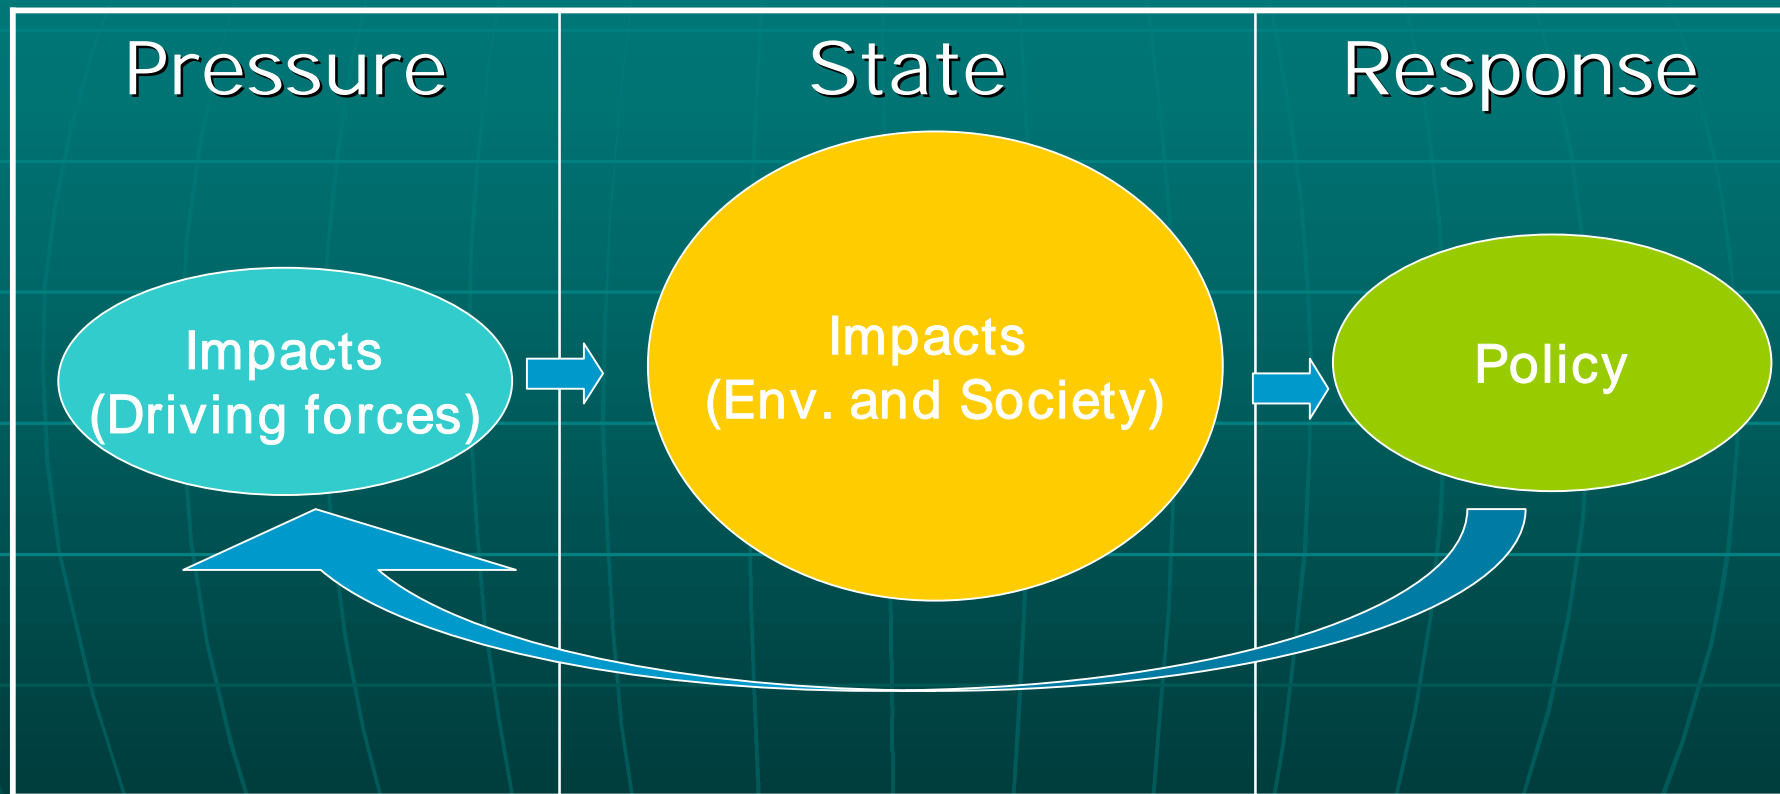 Pressure
State
Response
Impacts
(Driving forces)
Impacts
(Env. and Society)
Policy